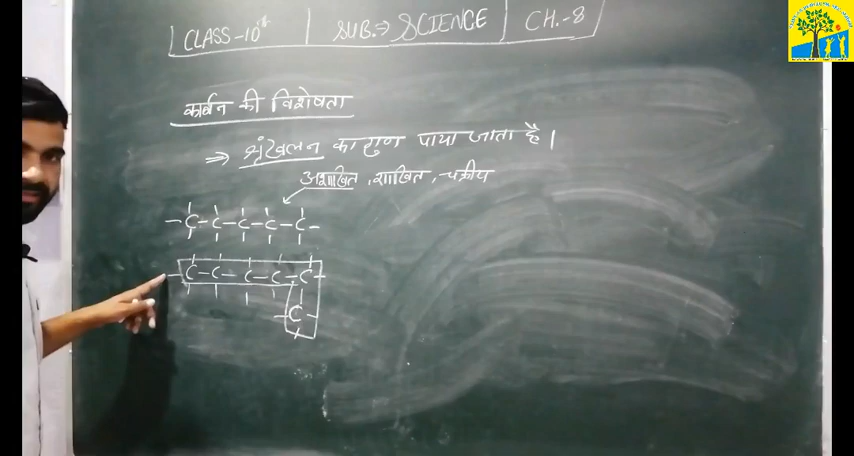 CLASS-10th | SUB.→ SCIENCE | CH.-8
कार्बन की विशेषता
⇒ श्रृंखलन का गुण पाया जाता है।
अशाखित, शाखित, चक्रीय
-C-C-C-C-C-
-C-C-C-C-C-
-C-